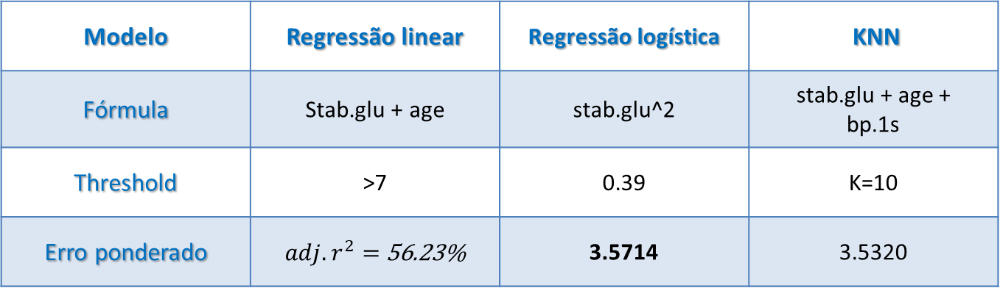 Modelo Regressão linear Regressão logística KNN
Fórmula Stab.glu + age stab.glu^2 stab.glu + age +
bp.1s
Threshold >7 0.39 K=10
Erro ponderado adj. r² = 56.23% 3.5714 3.5320